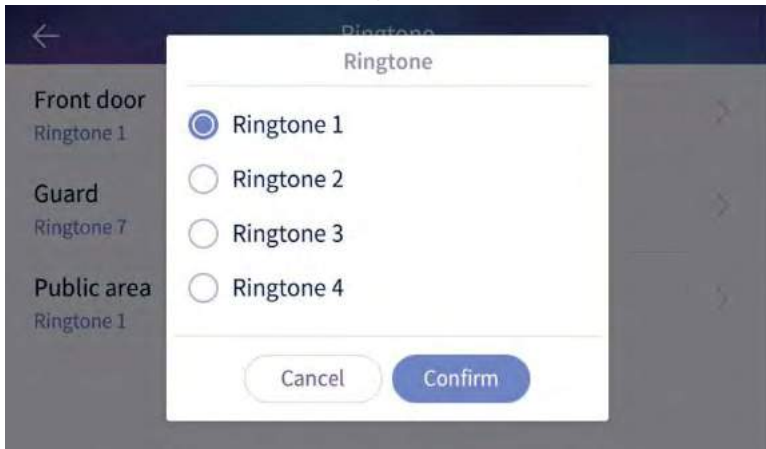 Ringtone
Ringtone
Front door
Ringtone 1
Guard
Ringtone 7
Public area
Ringtone 1
Ringtone 1
Ringtone 2
Ringtone 3
Ringtone 4
Cancel
Confirm